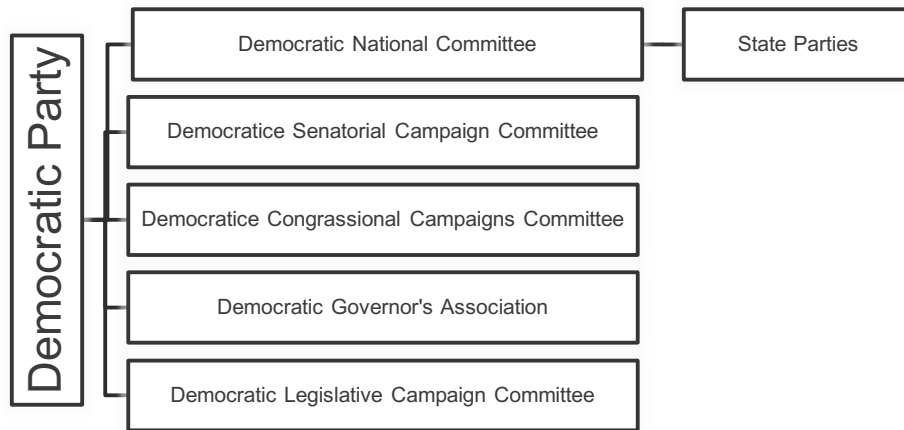 Democratic Party
Democratic National Committee
State Parties
Democratice Senatorial Campaign Committee
Democratice Congrassional Campaigns Committee
Democratic Governor's Association
Democratic Legislative Campaign Committee